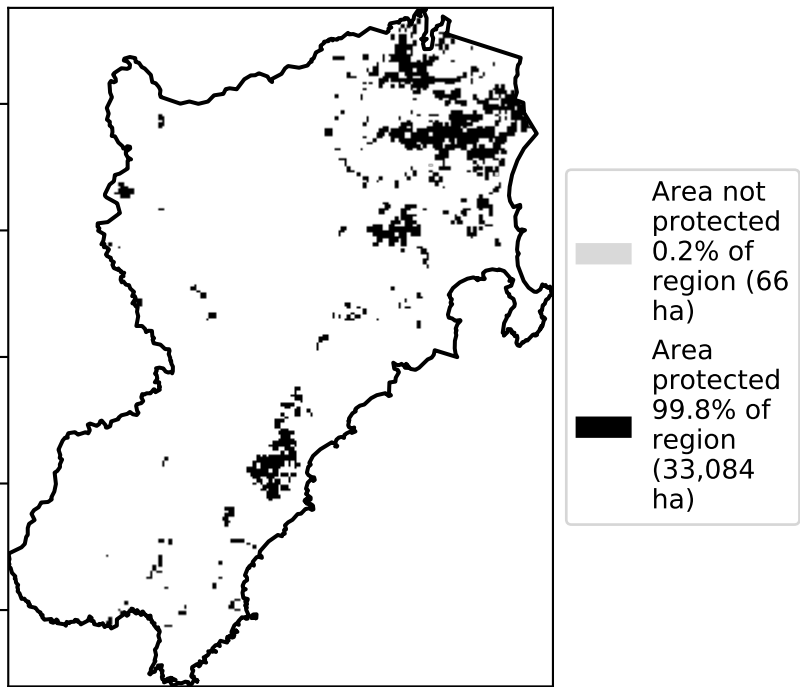 Area not
protected
0.2% of
region (66
ha)
Area
protected
99.8% of
region
(33,084
ha)